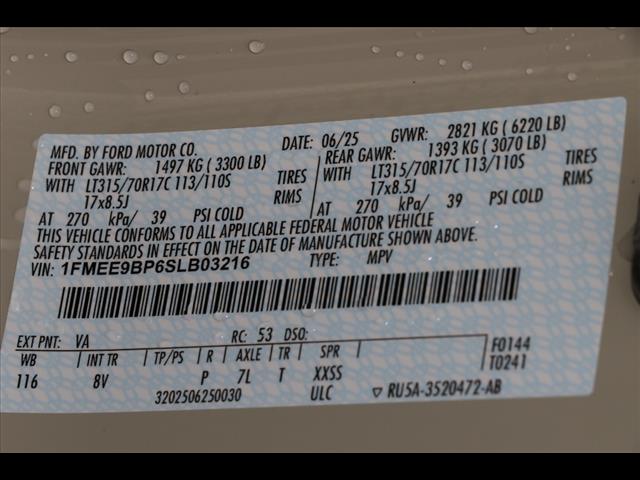 MFD. BY FORD MOTOR CO. DATE: 06/25 GVWR: 2821 KG ( 6220 LB)
FRONT GAWR: 1497 KG ( 3300 LB) REAR GAWR: 1393 KG ( 3070 LB)
WITH LT315/70R17C 113/110S TIRES WITH LT315/70R17C 113/110S TIRES
17x8.5J RIMS 17x8.5J RIMS
AT 270 kPa/ 39 PSI COLD AT 270 kPa/ 39 PSI COLD
THIS VEHICLE CONFORMS TO ALL APPLICABLE FEDERAL MOTOR VEHICLE
SAFETY STANDARDS IN EFFECT ON THE DATE OF MANUFACTURE SHOWN ABOVE.
VIN: 1FMEE9BP6SLB03216 TYPE: MPV
EXT PNT: VA RC: 53 DSO: F0144
WB INT TR TP/PS R AXLE TR SPR T0241
116 8V P 7L T XXSS
3202506250030 ULC RU5A-3520472-AB